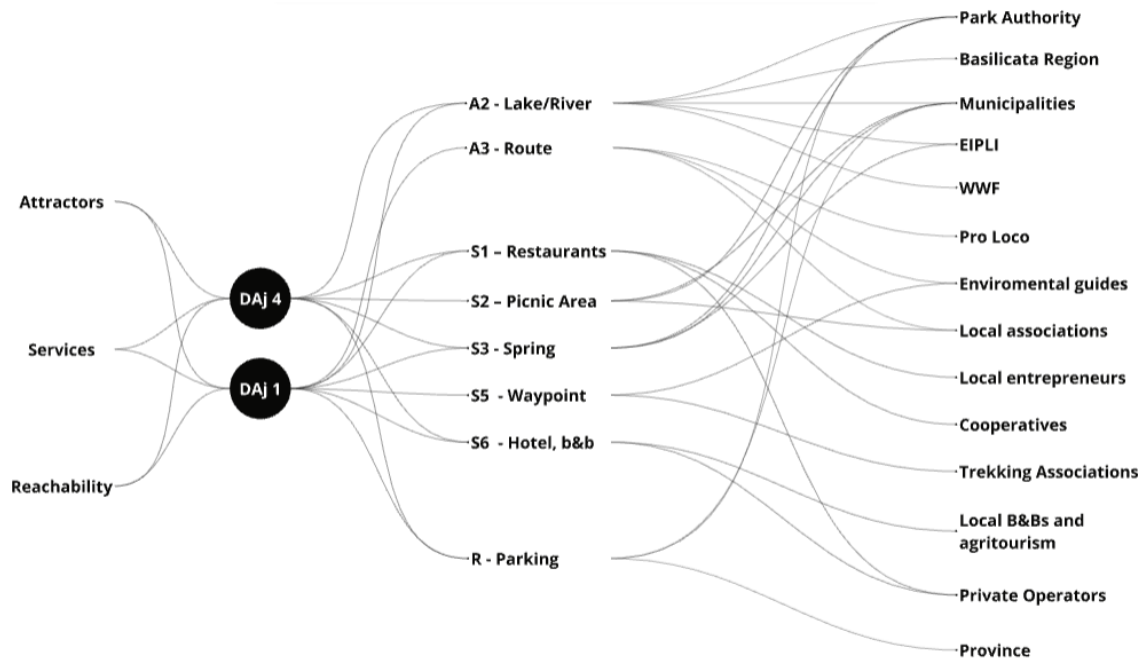 Attractors
Services
Reachability
DAj 4
DAj 1
A2 - Lake/River
A3 - Route
S1 – Restaurants
S2 – Picnic Area
S3 - Spring
S5 - Waypoint
S6 - Hotel, b&b
R - Parking
Park Authority
Basilicata Region
Municipalities
EIPLI
WWF
Pro Loco
Enviromental guides
Local associations
Local entrepreneurs
Cooperatives
Trekking Associations
Local B&Bs and
agritourism
Private Operators
Province